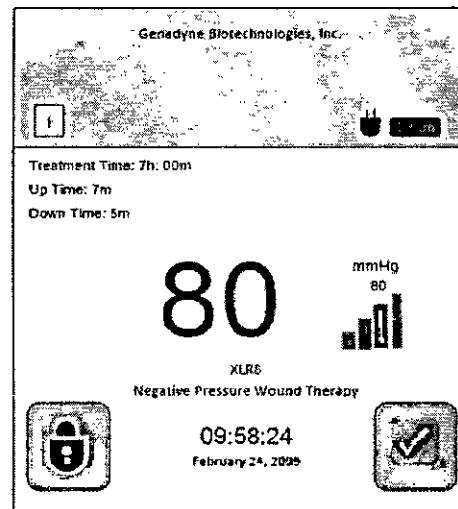 Genadyne Biotechnologies, Inc.
Treatment Time: 7h: 00m
Up Time: 7m
Down Time: 5m
80
mmHg
80
XLR8
Negative Pressure Wound Therapy
09:58:24
February 24, 2009